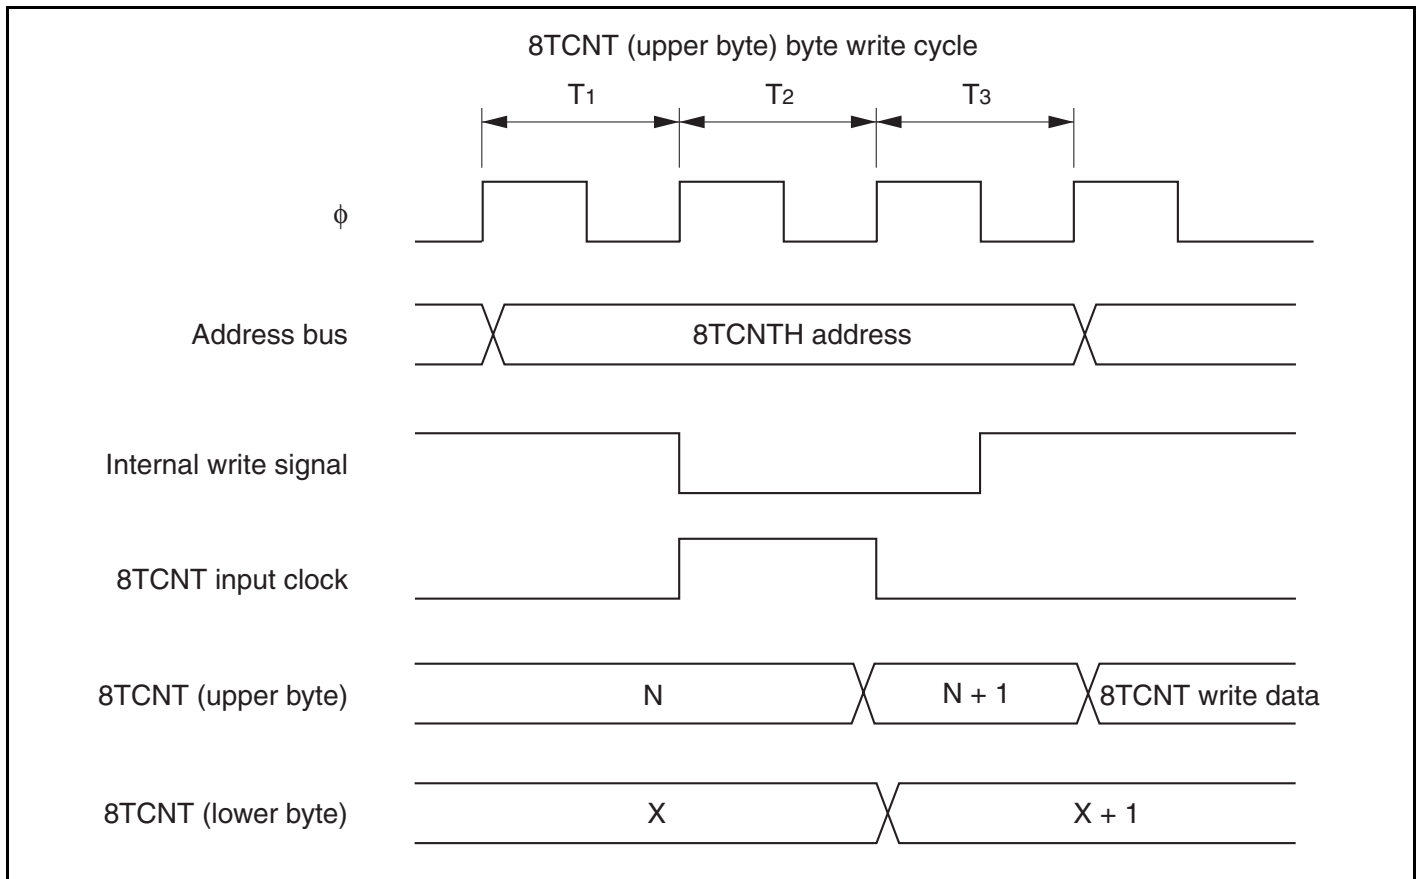 8TCNT (upper byte) byte write cycle
T1 T2 T3
φ
Address bus 8TCNTH address
Internal write signal
8TCNT input clock
8TCNT (upper byte) N N + 1 8TCNT write data
8TCNT (lower byte) X X + 1